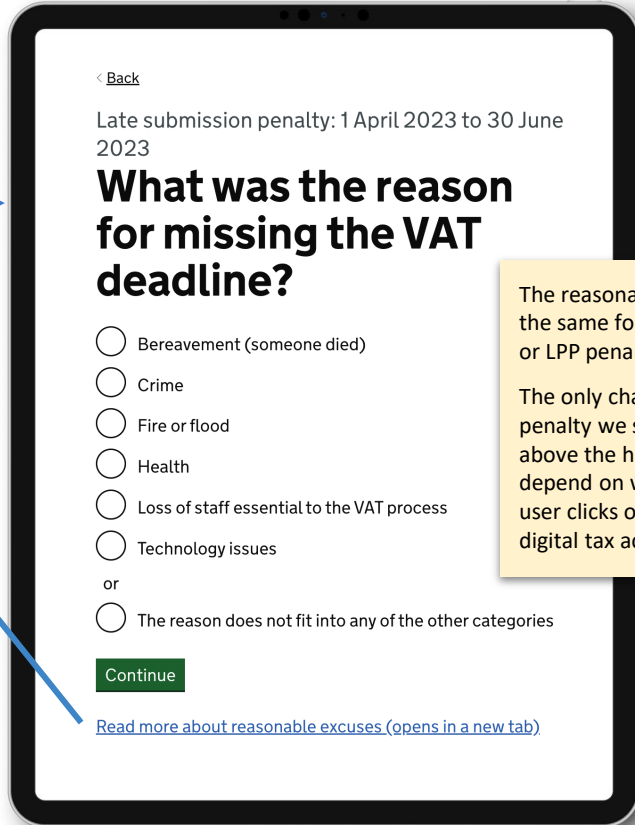 < Back
Late submission penalty: 1 April 2023 to 30 June
2023
What was the reason
for missing the VAT
deadline?
Bereavement (someone died)
Crime
Fire or flood
Health
Loss of staff essential to the VAT process
Technology issues
or
The reason does not fit into any of the other categories
Continue
Read more about reasonable excuses (opens in a new tab)
The
the same
or LPP
The only
penalty we
above the
depend on
user clicks
digital tax